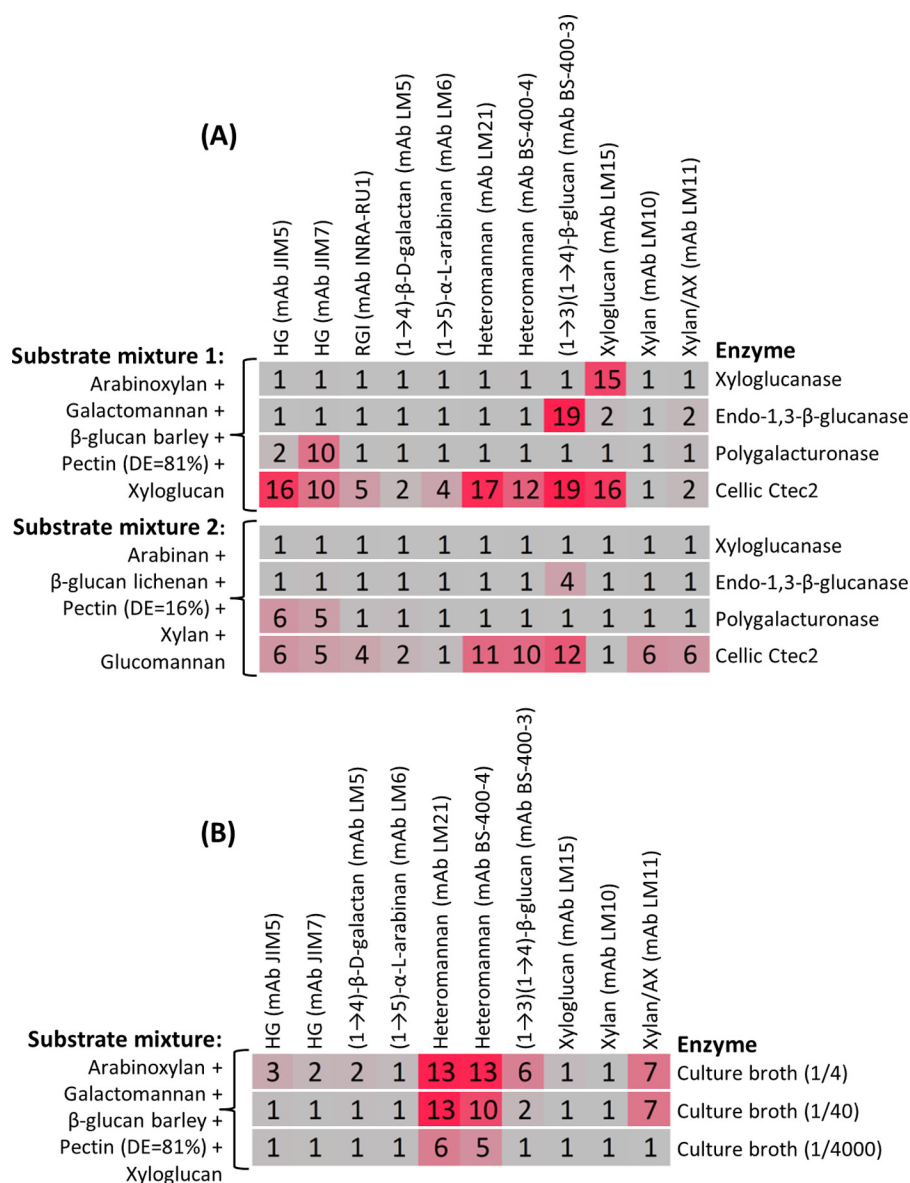 (A)
HG (mAb JIM5)
HG (mAb JIM7)
RGI (mAb INRA-RU1)
(1→4)-β-D-galactan (mAb LM5)
(1→5)-α-L-arabinan (mAb LM6)
Heteromannan (mAb LM21)
Heteromannan (mAb BS-400-4)
(1→3)(1→4)-β-glucan (mAb BS-400-3)
Xyloglucan (mAb LM15)
Xylan (mAb LM10)
Xylan/AX (mAb LM11)
Substrate mixture 1:
Enzyme
Arabinoxylan +
Galactomannan +
β-glucan barley +
Pectin (DE=81%) +
Xyloglucan
1 1 1 1 1 1 1 1 15 1 1 Xyloglucanase
1 1 1 1 1 1 1 19 2 1 2 Endo-1,3-β-glucanase
2 10 1 1 1 1 1 1 1 1 1 Polygalacturonase
16 10 5 2 4 17 12 19 16 1 2 Cellic Ctec2
Substrate mixture 2:
Arabinan +
β-glucan lichenan +
Pectin (DE=16%) +
Xylan +
Glucomannan
1 1 1 1 1 1 1 1 1 1 1 Xyloglucanase
1 1 1 1 1 1 1 4 1 1 1 Endo-1,3-β-glucanase
6 5 1 1 1 1 1 1 1 1 1 Polygalacturonase
6 5 4 2 1 11 10 12 1 6 6 Cellic Ctec2
(B)
HG (mAb JIM5)
HG (mAb JIM7)
(1→4)-β-D-galactan (mAb LM5)
(1→5)-α-L-arabinan (mAb LM6)
Heteromannan (mAb LM21)
Heteromannan (mAb BS-400-4)
(1→3)(1→4)-β-glucan (mAb BS-400-3)
Xyloglucan (mAb LM15)
Xylan (mAb LM10)
Xylan/AX (mAb LM11)
Substrate mixture:
Enzyme
Arabinoxylan +
Galactomannan +
β-glucan barley +
Pectin (DE=81%) +
Xyloglucan
3 2 2 1 13 13 6 1 1 7 Culture broth (1/4)
1 1 1 1 13 10 2 1 1 7 Culture broth (1/40)
1 1 1 1 6 5 1 1 1 1 Culture broth (1/4000)